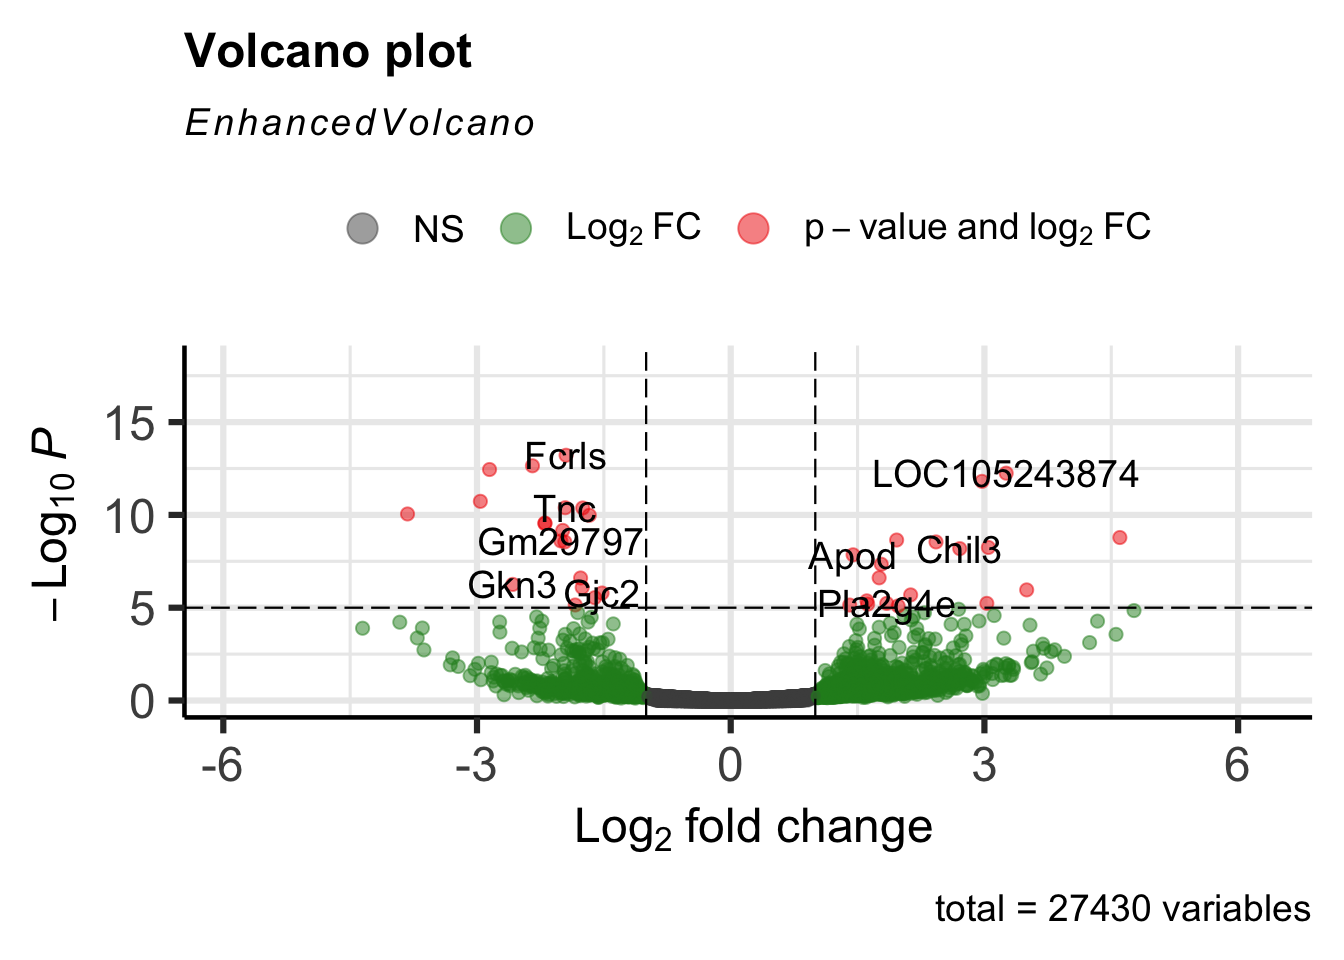 Volcano plot
EnhancedVolcano
NS Log2 FC p – value and log2 FC
– Log10 P
15
10
5
0
Fcrls
LOC105243874
Tnc
Gm29797
Apod
Chil3
Gkn3
Gjc2
Pla2g4e
-6 -3 0 3 6
Log2 fold change
total = 27430 variables